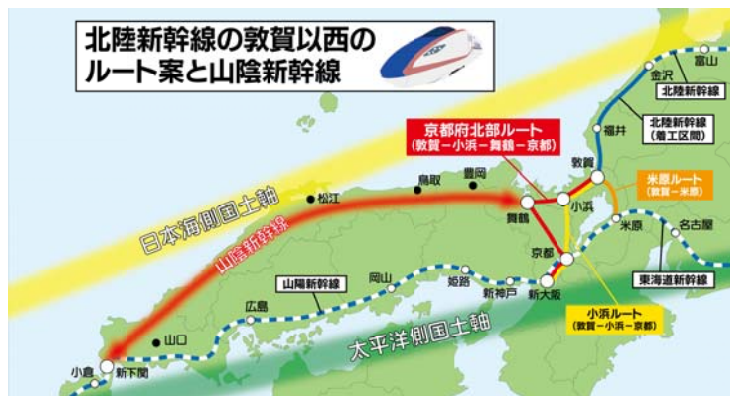 北陸新幹線の敦賀以西の
ルート案と山陰新幹線
富山
金沢
北陸新幹線
北陸新幹線
(着工区間)
福井
京都府北部ルート
(敦賀－小浜－舞鶴－京都)
敦賀
米原ルート
(敦賀－米原)
豊岡
鳥取
松江
舞鶴
小浜
米原
名古屋
日本海側国土軸
山陰新幹線
京都
東海道新幹線
山陽新幹線
岡山
姫路
新神戸
新大阪
広島
小浜ルート
(敦賀－小浜－京都)
山口
太平洋側国土軸
小倉
新下関